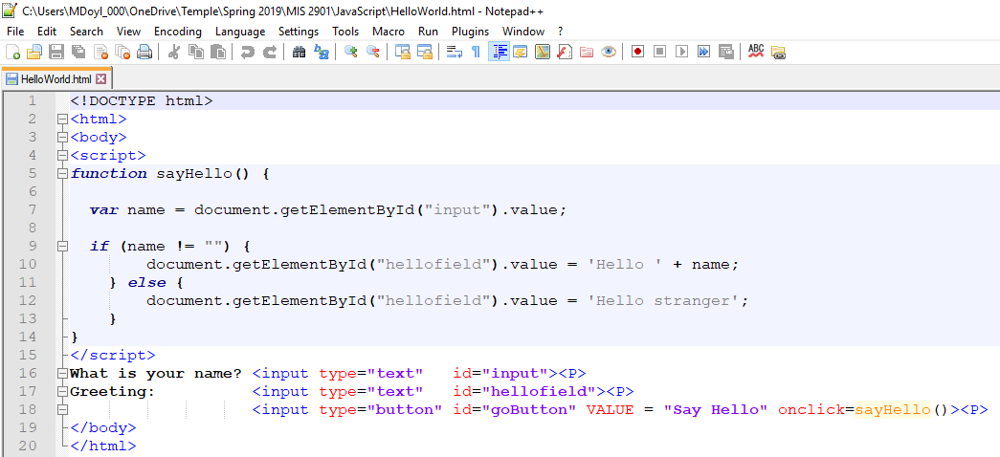 C:\Users\MDoyl_000\OneDrive\Temple\Spring 2019\MIS 2901\JavaScript\HelloWorld.html - Notepad++
File Edit Search View Encoding Language Settings Tools Macro Run Plugins Window ?
ABC
HelloWorld.html
1 <!DOCTYPE html>
2 <html>
3 <body>
4 <script>
5 function sayHello() {
6
7 var name = document.getElementById("input").value;
8
9 if (name != "") {
10 document.getElementById("hellofield").value = 'Hello ' + name;
11 } else {
12 document.getElementById("hellofield").value = 'Hello stranger';
13 }
14 }
15 </script>
16 What is your name? <input type="text" id="input"><P>
17 Greeting: <input type="text" id="hellofield"><P>
18 <input type="button" id="goButton" VALUE = "Say Hello" onclick=sayHello()><P>
19 </body>
20 </html>